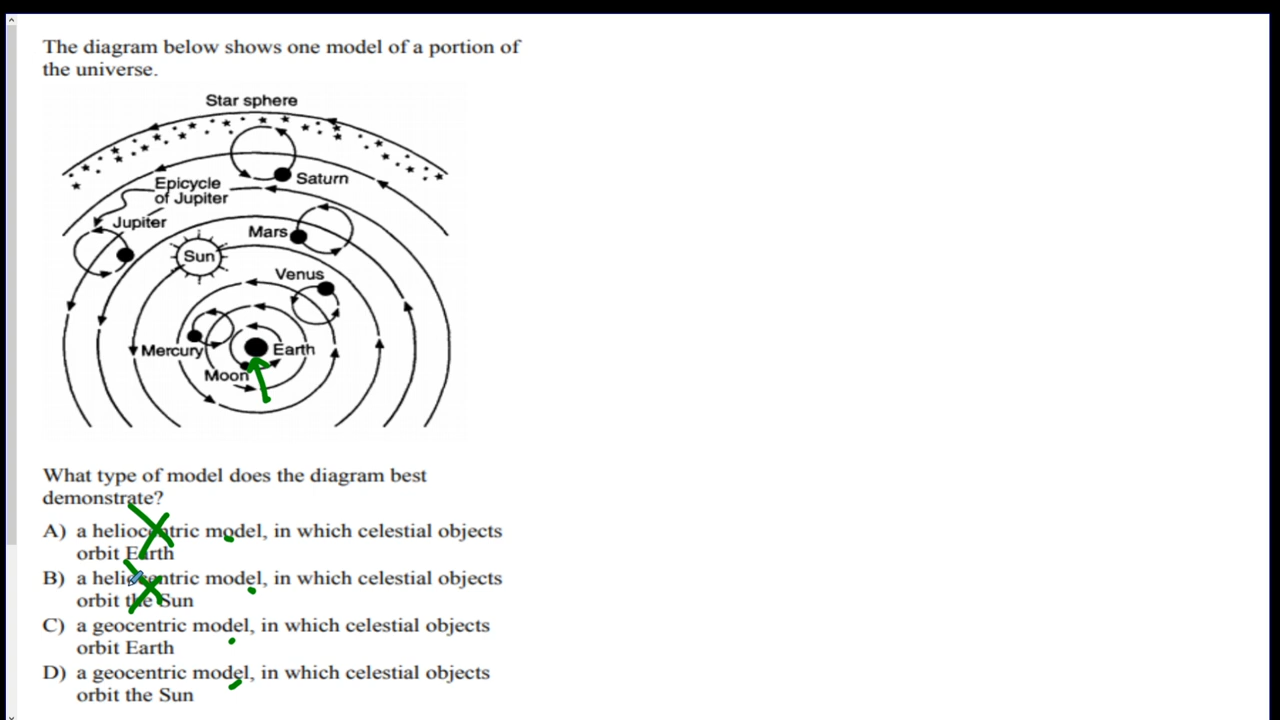 The diagram below shows one model of a portion of
the universe.
Star sphere
Saturn
Epicycle
of Jupiter
Jupiter
Mars
Sun
Venus
Mercury
Earth
Moon
What type of model does the diagram best
demonstrate?
A) a heliocentric model, in which celestial objects
orbit Earth
B) a heliocentric model, in which celestial objects
orbit the Sun
C) a geocentric model, in which celestial objects
orbit Earth
D) a geocentric model, in which celestial objects
orbit the Sun